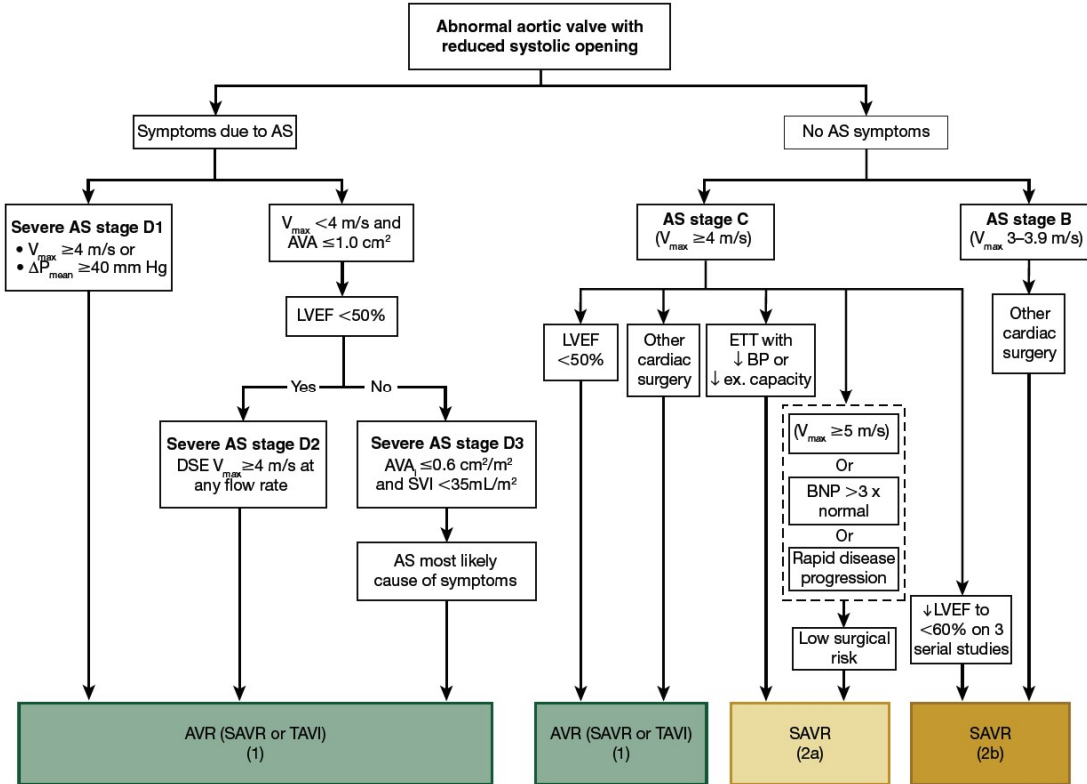 Abnormal aortic valve with
reduced systolic opening
Symptoms due to AS
No AS symptoms
Severe AS stage D1
• Vmax ≥4 m/s or
• ΔPmean ≥40 mm Hg
Vmax <4 m/s and
AVA ≤1.0 cm²
AS stage C
(Vmax ≥4 m/s)
AS stage B
(Vmax 3–3.9 m/s)
LVEF <50%
LVEF
<50%
Other
cardiac
surgery
ETT with
↓ BP or
↓ ex. capacity
Other
cardiac
surgery
Yes
No
Severe AS stage D2
DSE Vmax ≥4 m/s at
any flow rate
Severe AS stage D3
AVAI ≤0.6 cm²/m²
and SVI <35mL/m²
(Vmax ≥5 m/s)
Or
BNP >3 x
normal
Or
Rapid disease
progression
AS most likely
cause of symptoms
Low surgical
risk
↓LVEF to
<60% on 3
serial studies
AVR (SAVR or TAVI)
(1)
AVR (SAVR or TAVI)
(1)
SAVR
(2a)
SAVR
(2b)